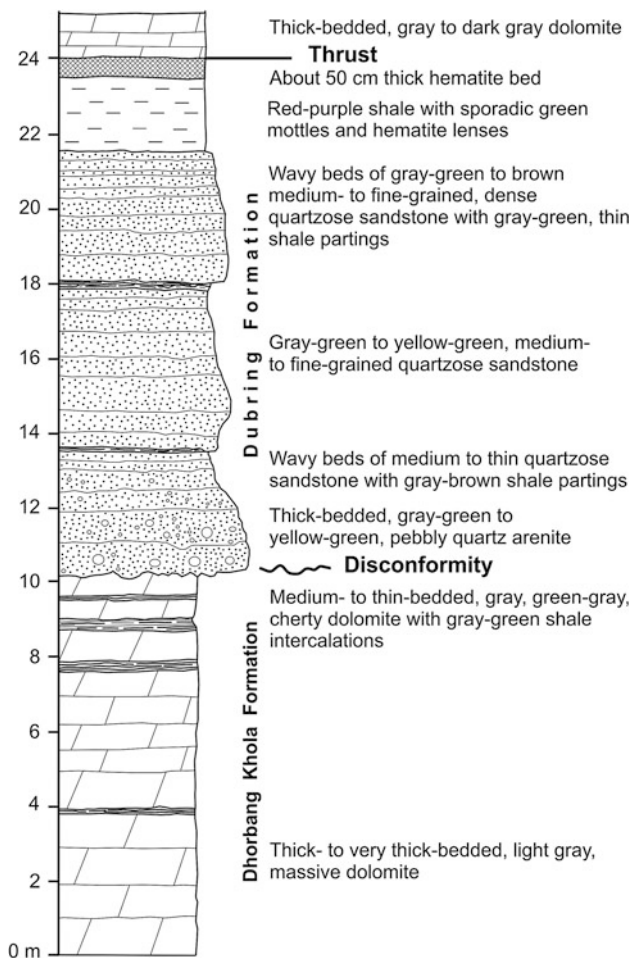 Thick-bedded, gray to dark gray dolomite
24
Thrust
About 50 cm thick hematite bed
Red-purple shale with sporadic green
mottles and hematite lenses
22
Wavy beds of gray-green to brown
medium- to fine-grained, dense
quartzose sandstone with gray-green, thin
shale partings
20
18
Dubring Formation
Gray-green to yellow-green, medium-
to fine-grained quartzose sandstone
16
14
Wavy beds of medium to thin quartzose
sandstone with gray-brown shale partings
12
Thick-bedded, gray-green to
yellow-green, pebbly quartz arenite
Disconformity
10
Medium- to thin-bedded, gray, green-gray,
cherty dolomite with gray-green shale
intercalations
8
Dhorbang Khola Formation
6
4
Thick- to very thick-bedded, light gray,
massive dolomite
2
0 m